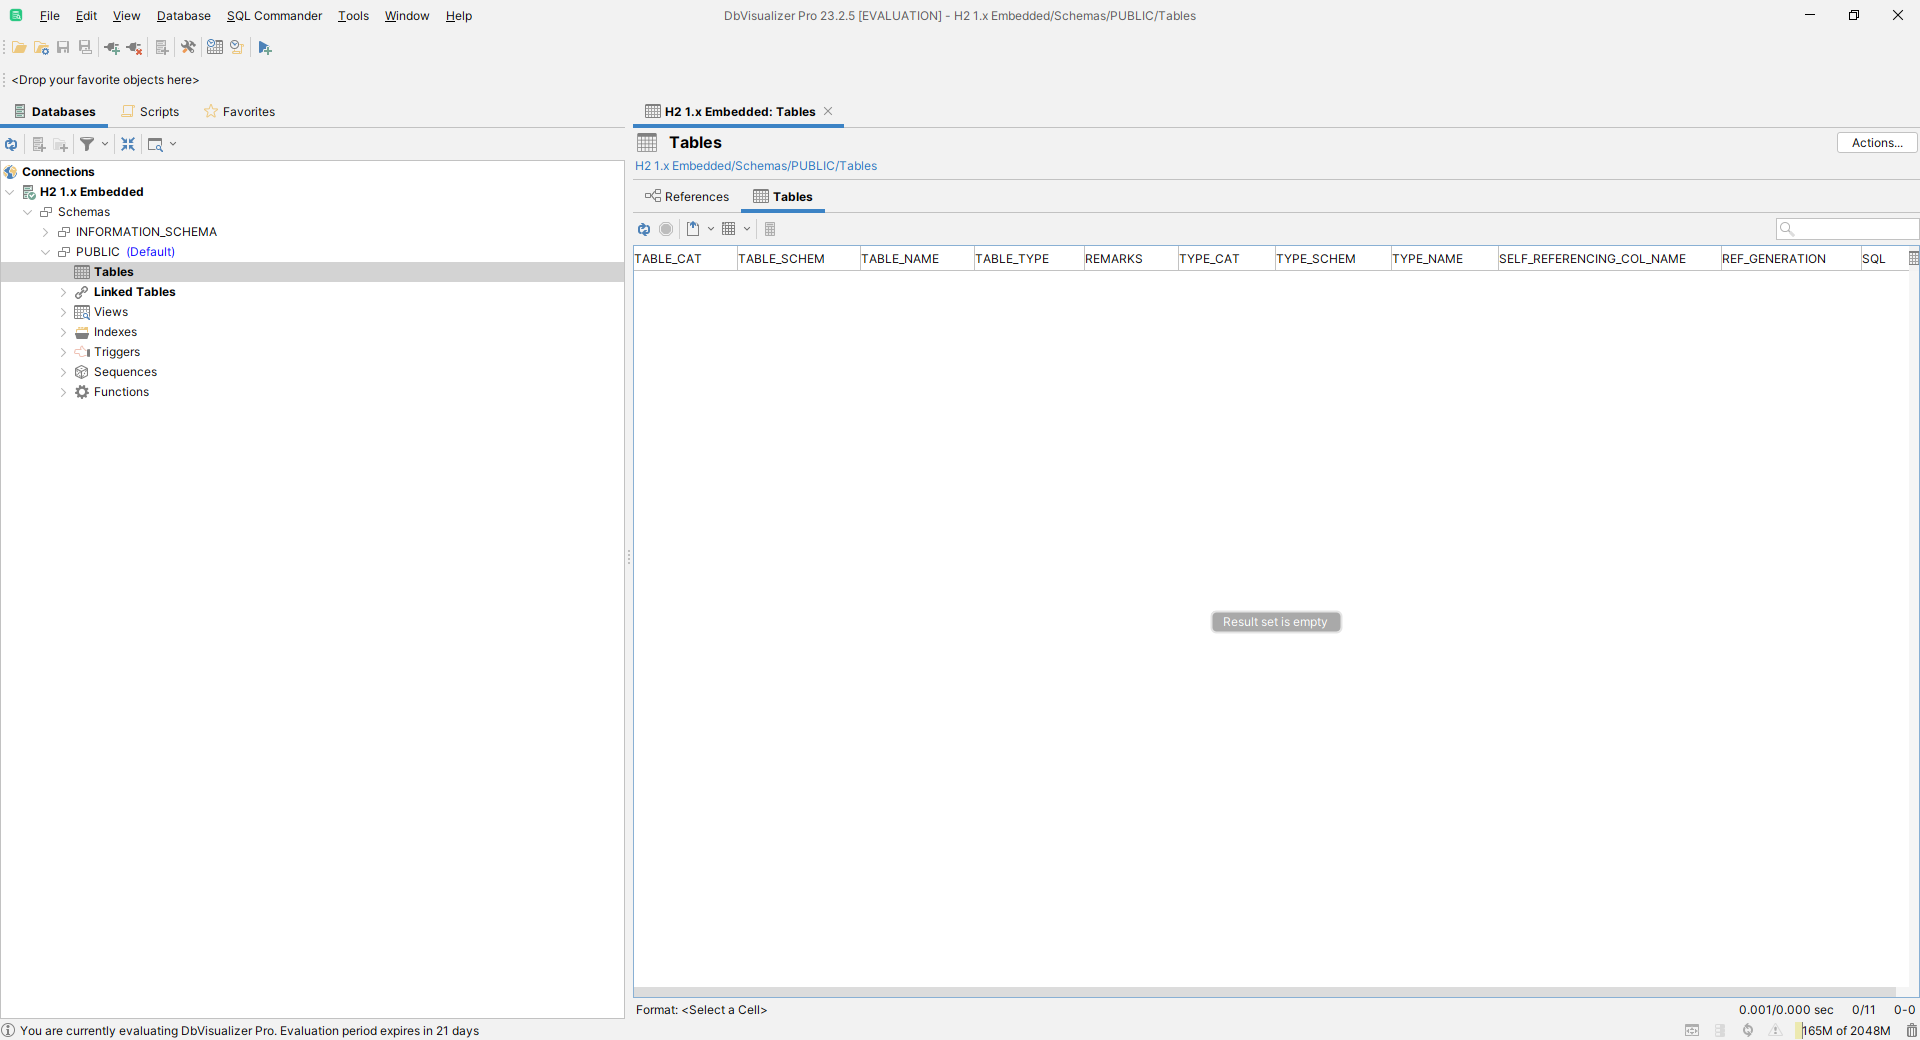 File Edit View Database SQL Commander Tools Window Help
DbVisualizer Pro 23.2.5 [EVALUATION] - H2 1.x Embedded/Schemas/PUBLIC/Tables
<Drop your favorite objects here>
Databases Scripts Favorites
Connections
H2 1.x Embedded
Schemas
INFORMATION_SCHEMA
PUBLIC (Default)
Tables
Linked Tables
Views
Indexes
Triggers
Sequences
Functions
H2 1.x Embedded: Tables
Tables
Actions...
H2 1.x Embedded/Schemas/PUBLIC/Tables
References Tables
TABLE_CAT TABLE_SCHEM TABLE_NAME TABLE_TYPE REMARKS TYPE_CAT TYPE_SCHEM TYPE_NAME SELF_REFERENCING_COL_NAME REF_GENERATION SQL
Result set is empty
Format: <Select a Cell>
0.001/0.000 sec 0/11 0-0
You are currently evaluating DbVisualizer Pro. Evaluation period expires in 21 days
165M of 2048M